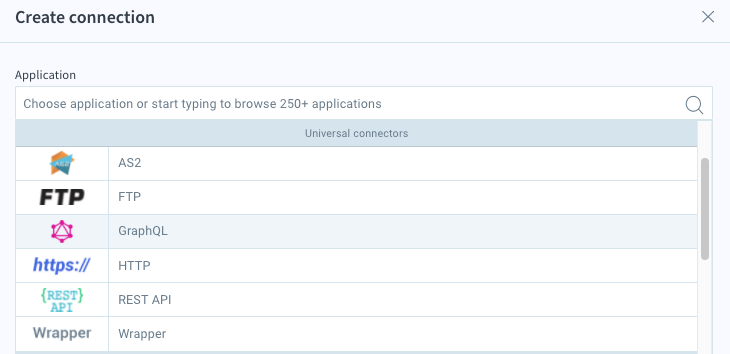 Create connection
Application
Choose application or start typing to browse 250+ applications
Universal connectors
AS2 AS2
FTP FTP
GraphQL
https:// HTTP
{REST} API REST API
Wrapper Wrapper